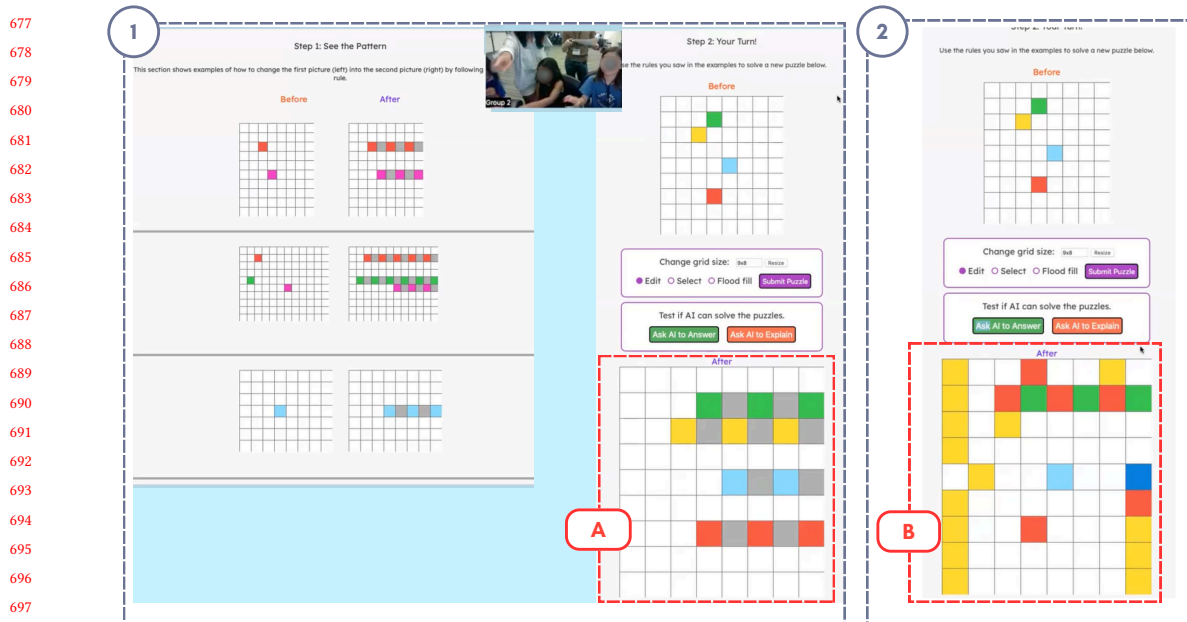 677
678
679
680
681
682
683
684
685
686
687
688
689
690
691
692
693
694
695
696
697
1
Step 1: See the Pattern
This section shows examples of how to change the first picture (left) into the second picture (right) by following
rule.
Before
After
Group 2
Step 2: Your Turn!
se the rules you saw in the examples to solve a new puzzle below.
Before
Change grid size: 9x8 Resize
Edit Select Flood fill Submit Puzzle
Test if AI can solve the puzzles.
Ask AI to Answer Ask AI to Explain
After
A
2
Step 2: Your Turn!
Use the rules you saw in the examples to solve a new puzzle below.
Before
Change grid size: 9x8 Resize
Edit Select Flood fill Submit Puzzle
Test if AI can solve the puzzles.
Ask AI to Answer Ask AI to Explain
After
B